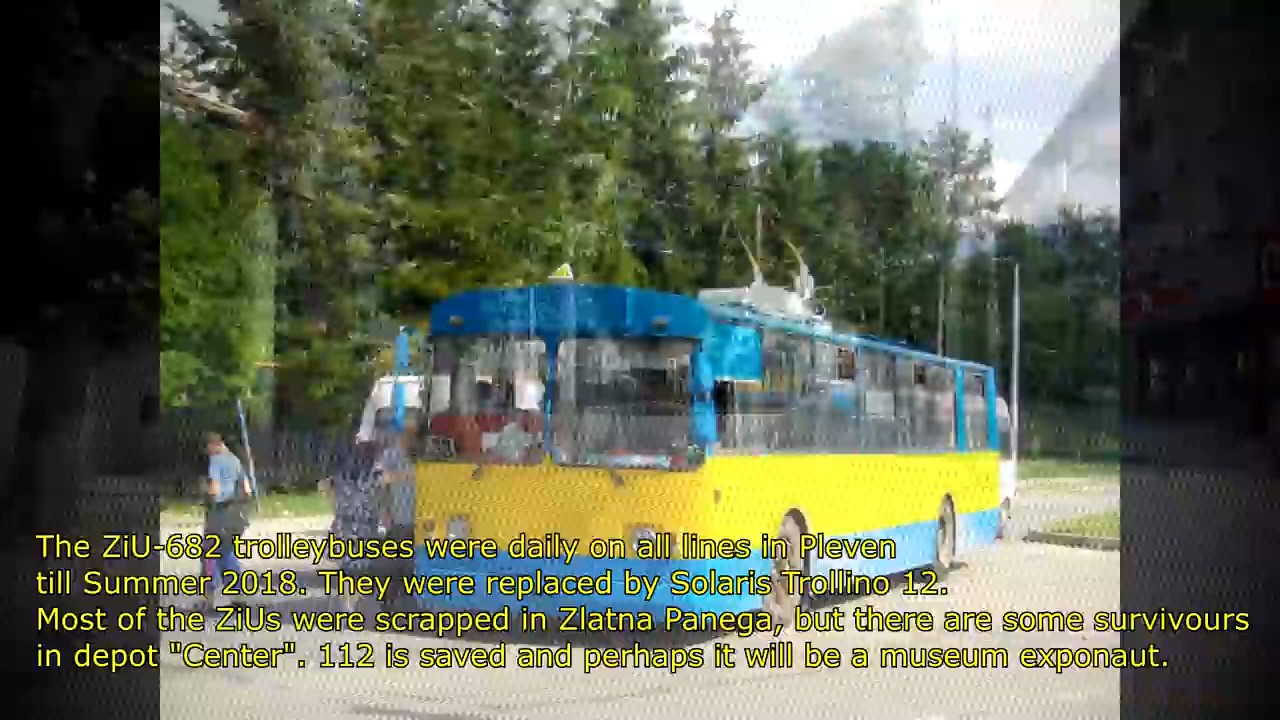 The ZiU-682 trolleybuses were daily on all lines in Pleven
till Summer 2018. They were replaced by Solaris Trollino 12.
Most of the ZiUs were scrapped in Zlatna Panega, but there are some survivours
in depot "Center". 112 is saved and perhaps it will be a museum exponaut.